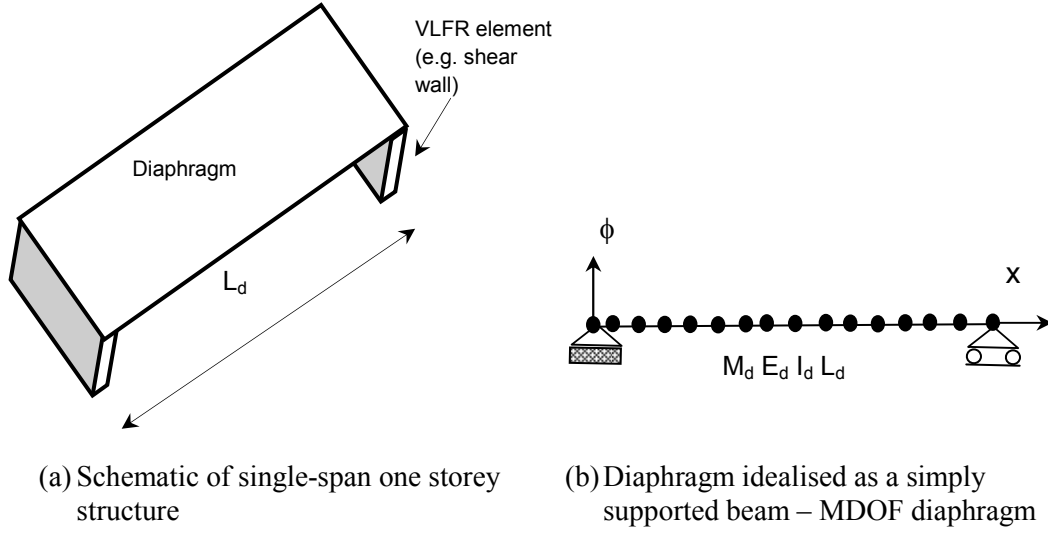 VLFR element
(e.g. shear
wall)
Diaphragm
L_d
ϕ
x
M_d E_d I_d L_d
(a) Schematic of single-span one storey
structure
(b) Diaphragm idealised as a simply
supported beam – MDOF diaphragm